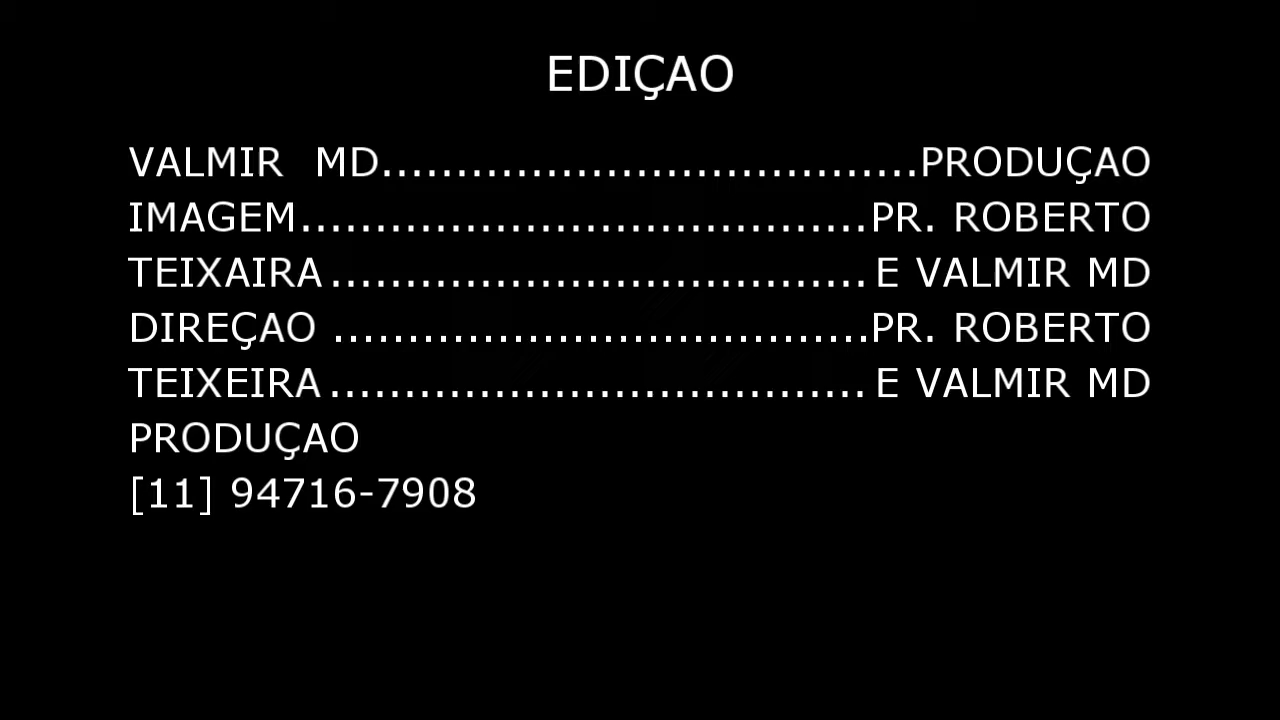 EDIÇAO
VALMIR  MD....................................PRODUÇAO
IMAGEM......................................PR. ROBERTO
TEIXAIRA.................................... E VALMIR MD
DIREÇAO ....................................PR. ROBERTO
TEIXEIRA.................................... E VALMIR MD
PRODUÇAO
[11] 94716-7908